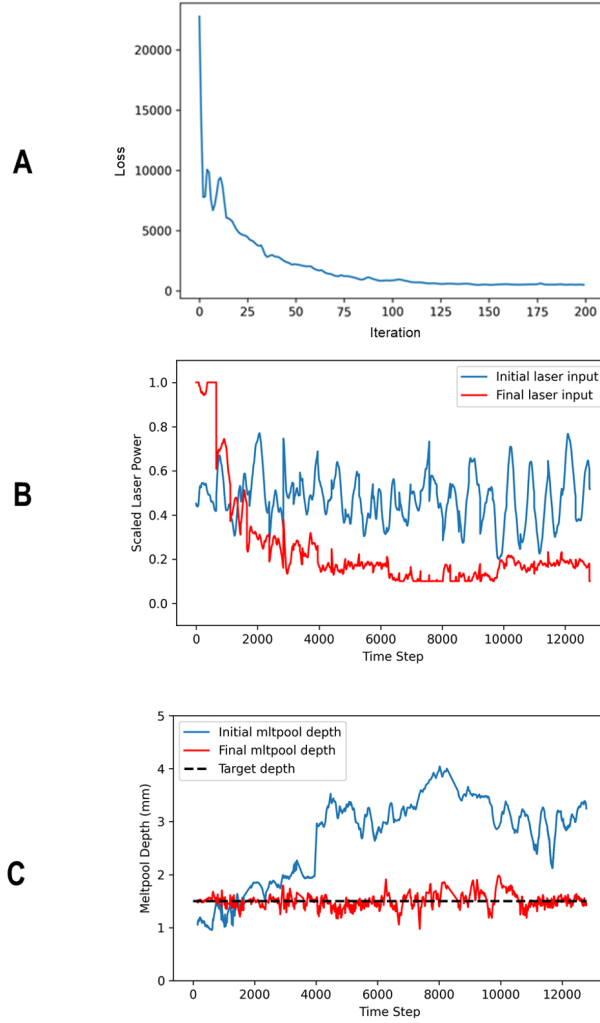 A
Loss
20000
15000
10000
5000
0
0 25 50 75 100 125 150 175 200
Iteration
B
Scaled Laser Power
1.0
0.8
0.6
0.4
0.2
0.0
Initial laser input
Final laser input
0 2000 4000 6000 8000 10000 12000
Time Step
C
Meltpool Depth (mm)
5
4
3
2
1
0
Initial mltpool depth
Final mltpool depth
Target depth
0 2000 4000 6000 8000 10000 12000
Time Step